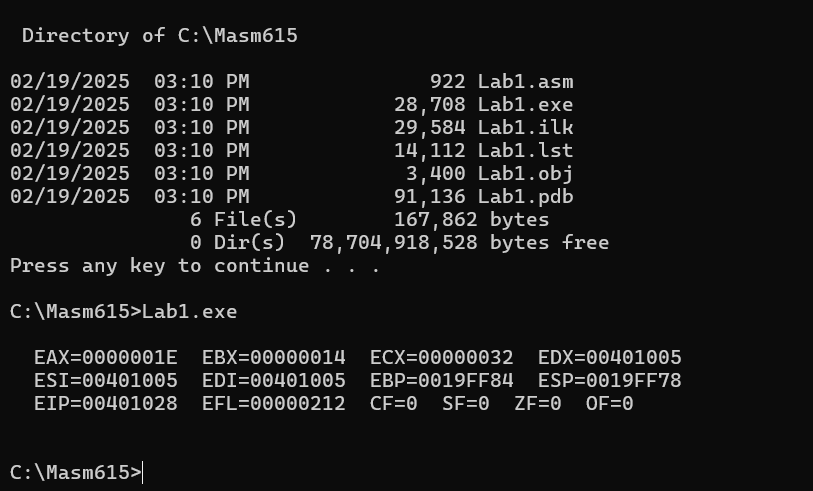 Directory of C:\Masm615
02/19/2025  03:10 PM               922 Lab1.asm
02/19/2025  03:10 PM            28,708 Lab1.exe
02/19/2025  03:10 PM            29,584 Lab1.ilk
02/19/2025  03:10 PM            14,112 Lab1.lst
02/19/2025  03:10 PM             3,400 Lab1.obj
02/19/2025  03:10 PM            91,136 Lab1.pdb
               6 File(s)        167,862 bytes
               0 Dir(s)  78,704,918,528 bytes free
Press any key to continue . . .
C:\Masm615>Lab1.exe
  EAX=0000001E  EBX=00000014  ECX=00000032  EDX=00401005
  ESI=00401005  EDI=00401005  EBP=0019FF84  ESP=0019FF78
  EIP=00401028  EFL=00000212  CF=0  SF=0  ZF=0  OF=0
C:\Masm615>